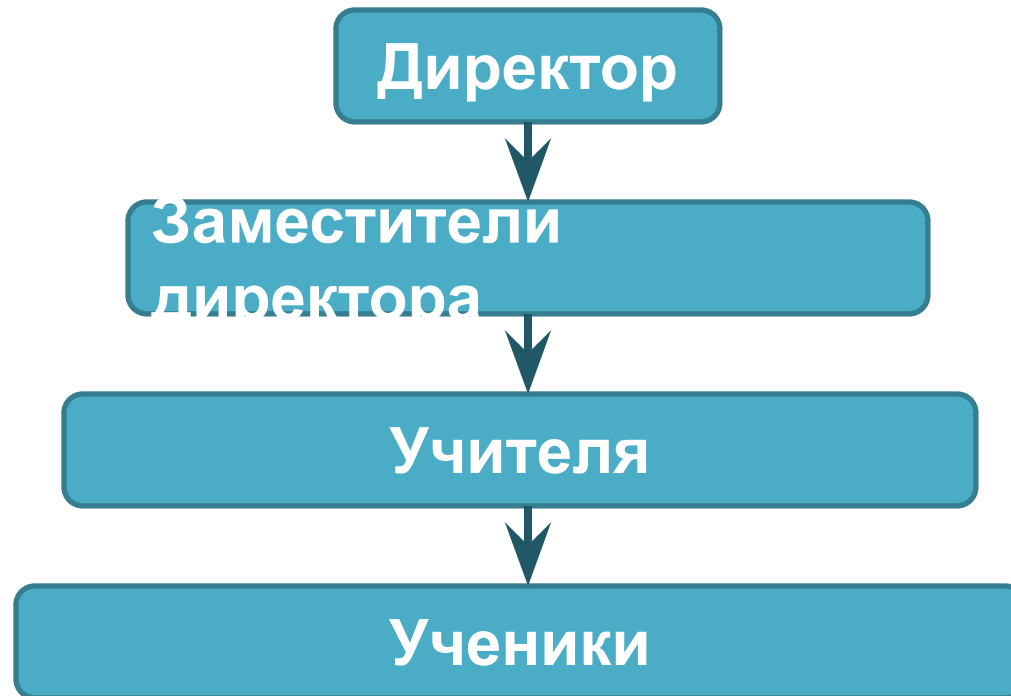 Директор
Заместители
директора
Учителя
Ученики